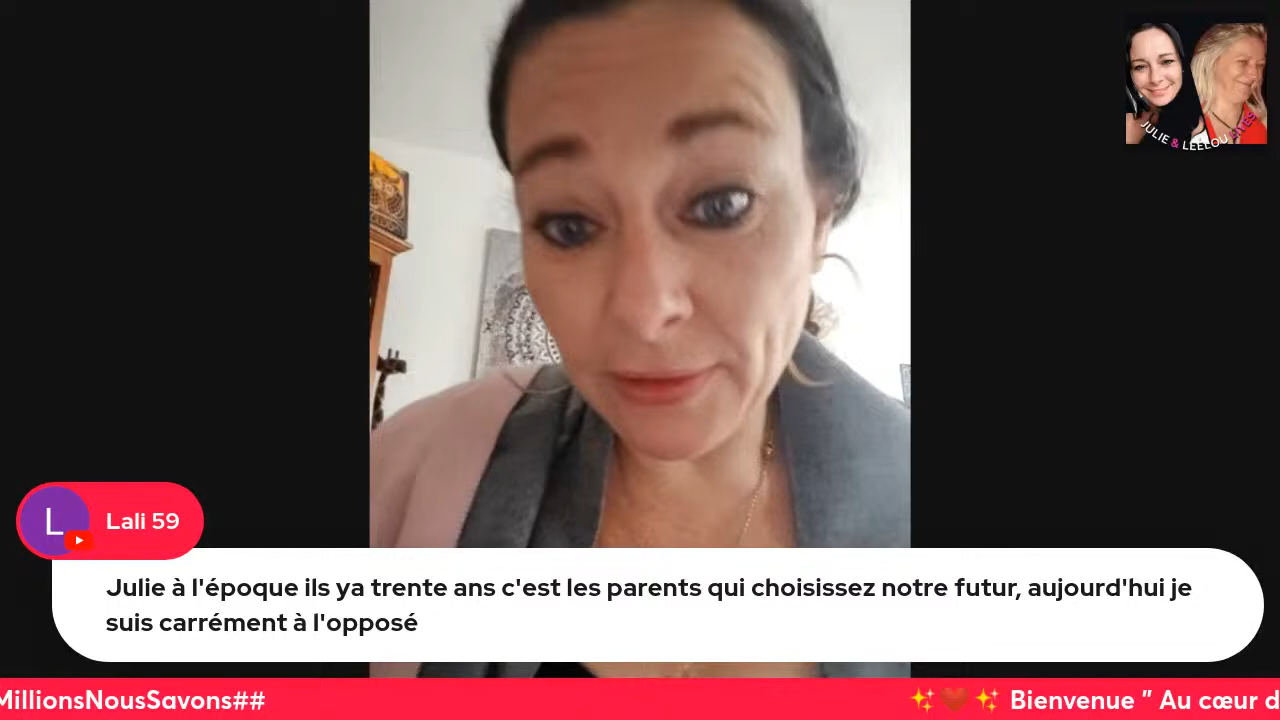 JULIE & LEELOU
L
Lali 59
Julie à l'époque ils ya trente ans c'est les parents qui choisissez notre futur, aujourd'hui je
suis carrément à l'opposé
MillionsNousSavons## ✨❤️✨ Bienvenue " Au cœur d